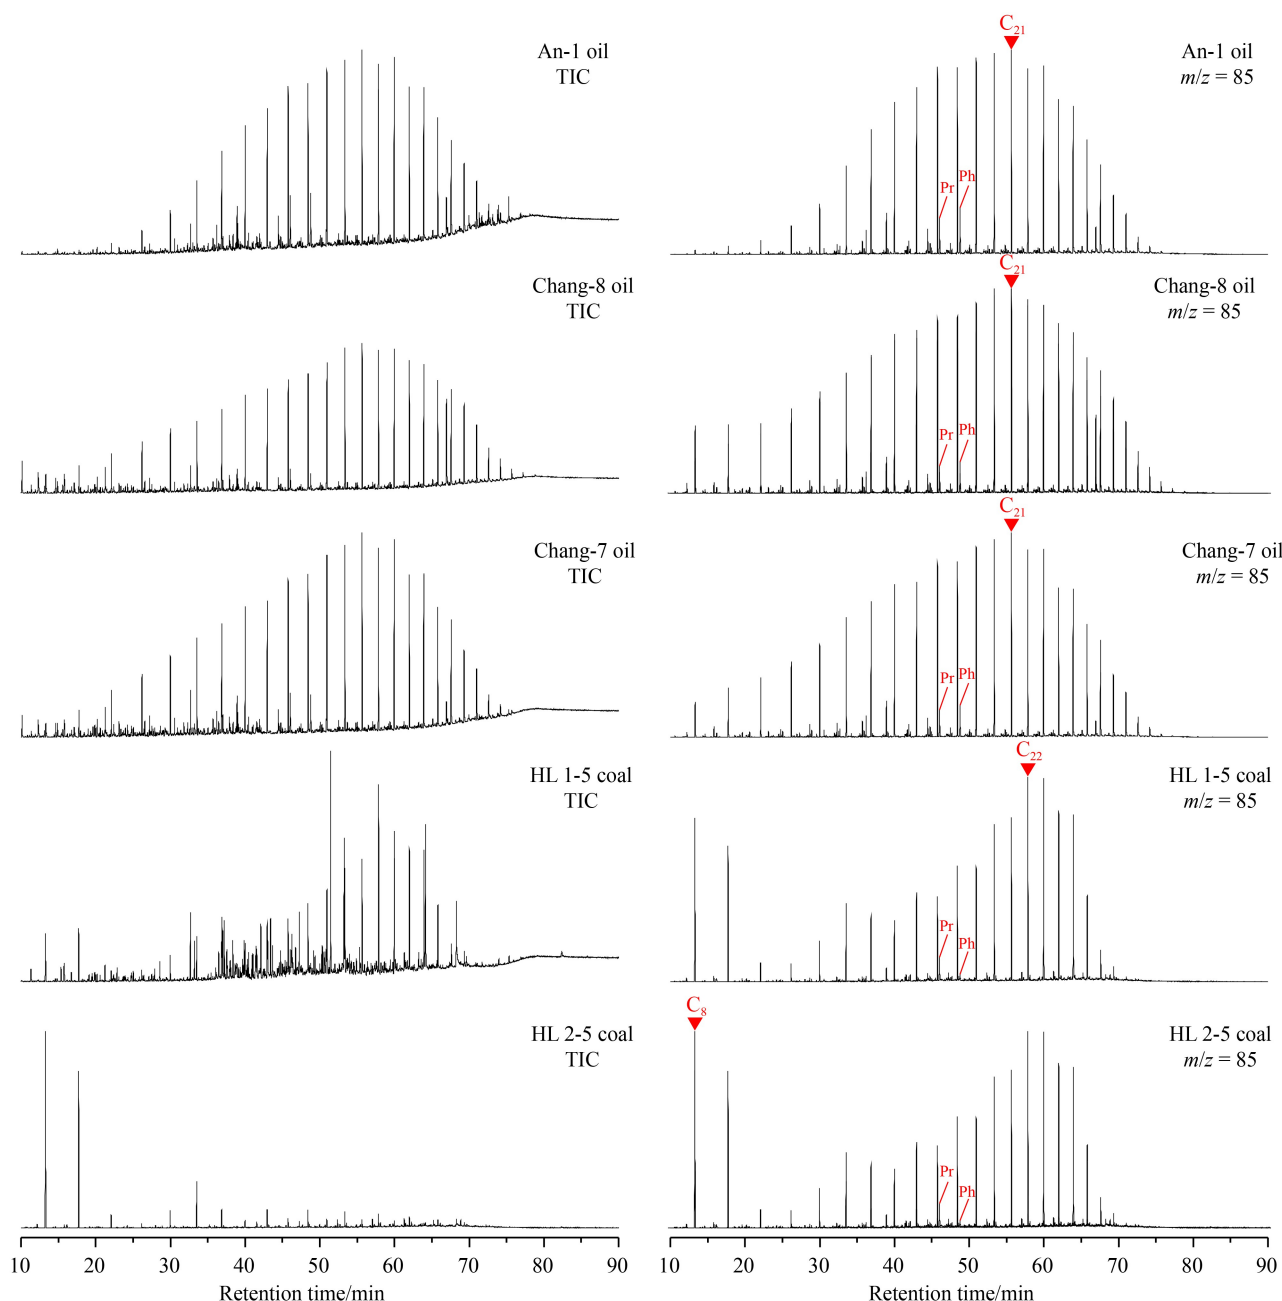 An-1 oil
TIC
C21
An-1 oil
m/z = 85
Pr
Ph
Chang-8 oil
TIC
C21
Chang-8 oil
m/z = 85
Pr
Ph
Chang-7 oil
TIC
C21
Chang-7 oil
m/z = 85
Pr
Ph
HL 1-5 coal
TIC
C22
HL 1-5 coal
m/z = 85
Pr
Ph
HL 2-5 coal
TIC
C8
HL 2-5 coal
m/z = 85
Pr
Ph
10 20 30 40 50 60 70 80 90
Retention time/min
10 20 30 40 50 60 70 80 90
Retention time/min